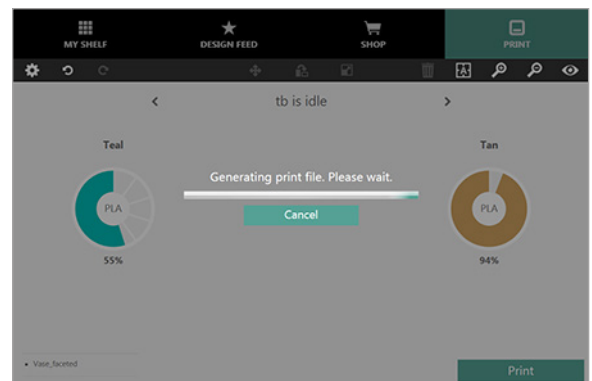 MY SHELF
DESIGN FEED
SHOP
PRINT
tb is idle
Teal
Tan
Generating print file. Please wait.
PLA
Cancel
PLA
55%
94%
Vase_faceted
Print